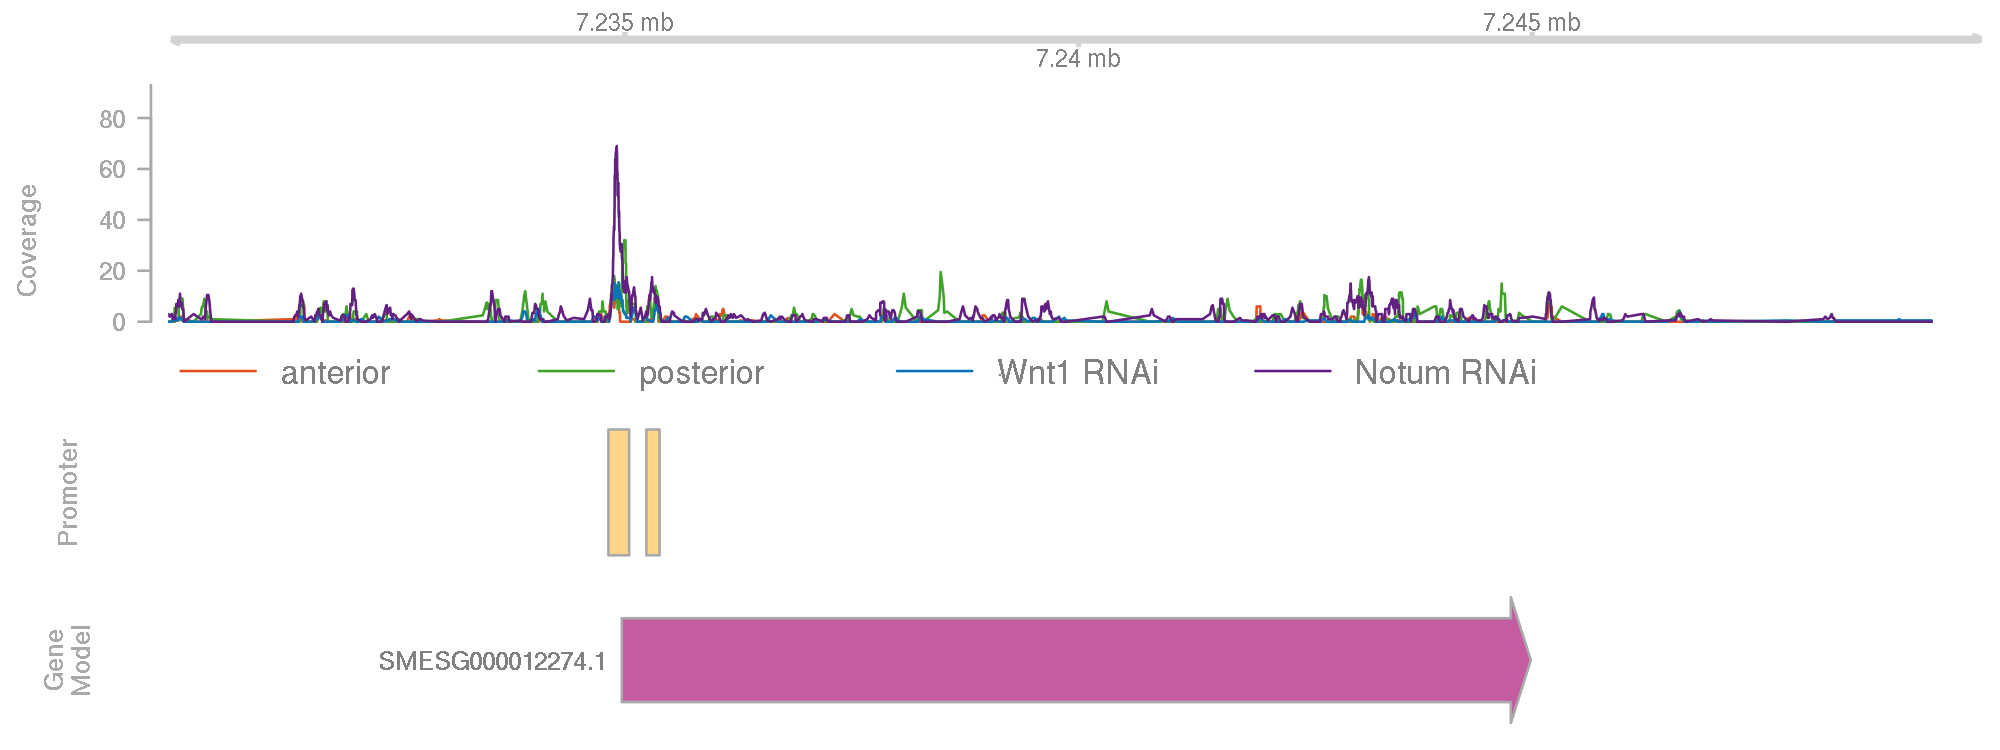 7.235 mb
7.245 mb
7.24 mb
Coverage
80
60
40
20
0
anterior posterior Wnt1 RNAi Notum RNAi
Promoter
Gene
Model
SMESG000012274.1